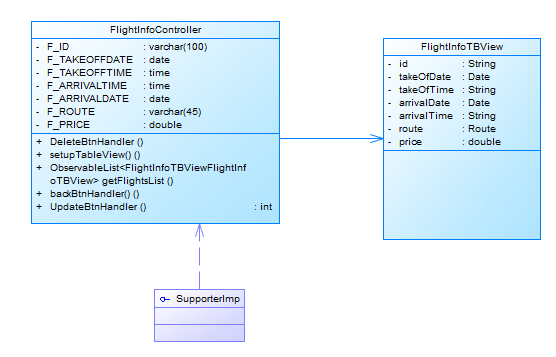 FlightInfoController
- F_ID : varchar(100)
- F_TAKEOFFDATE : date
- F_TAKEOFFTIME : time
- F_ARRIVALTIME : time
- F_ARRIVALDATE : date
- F_ROUTE : varchar(45)
- F_PRICE : double
+ DeleteBtnHandler ()
+ setupTableView() ()
+ ObservableList<FlightInfoTBViewFlightInf
oTBView> getFlightsList ()
+ backBtnHandler() ()
+ UpdateBtnHandler () : int
FlightInfoTBView
- id : String
- takeOfDate : Date
- takeOfTime : String
- arrivalDate : Date
- arrivalTime : String
- route : Route
- price : double
SupporterImp